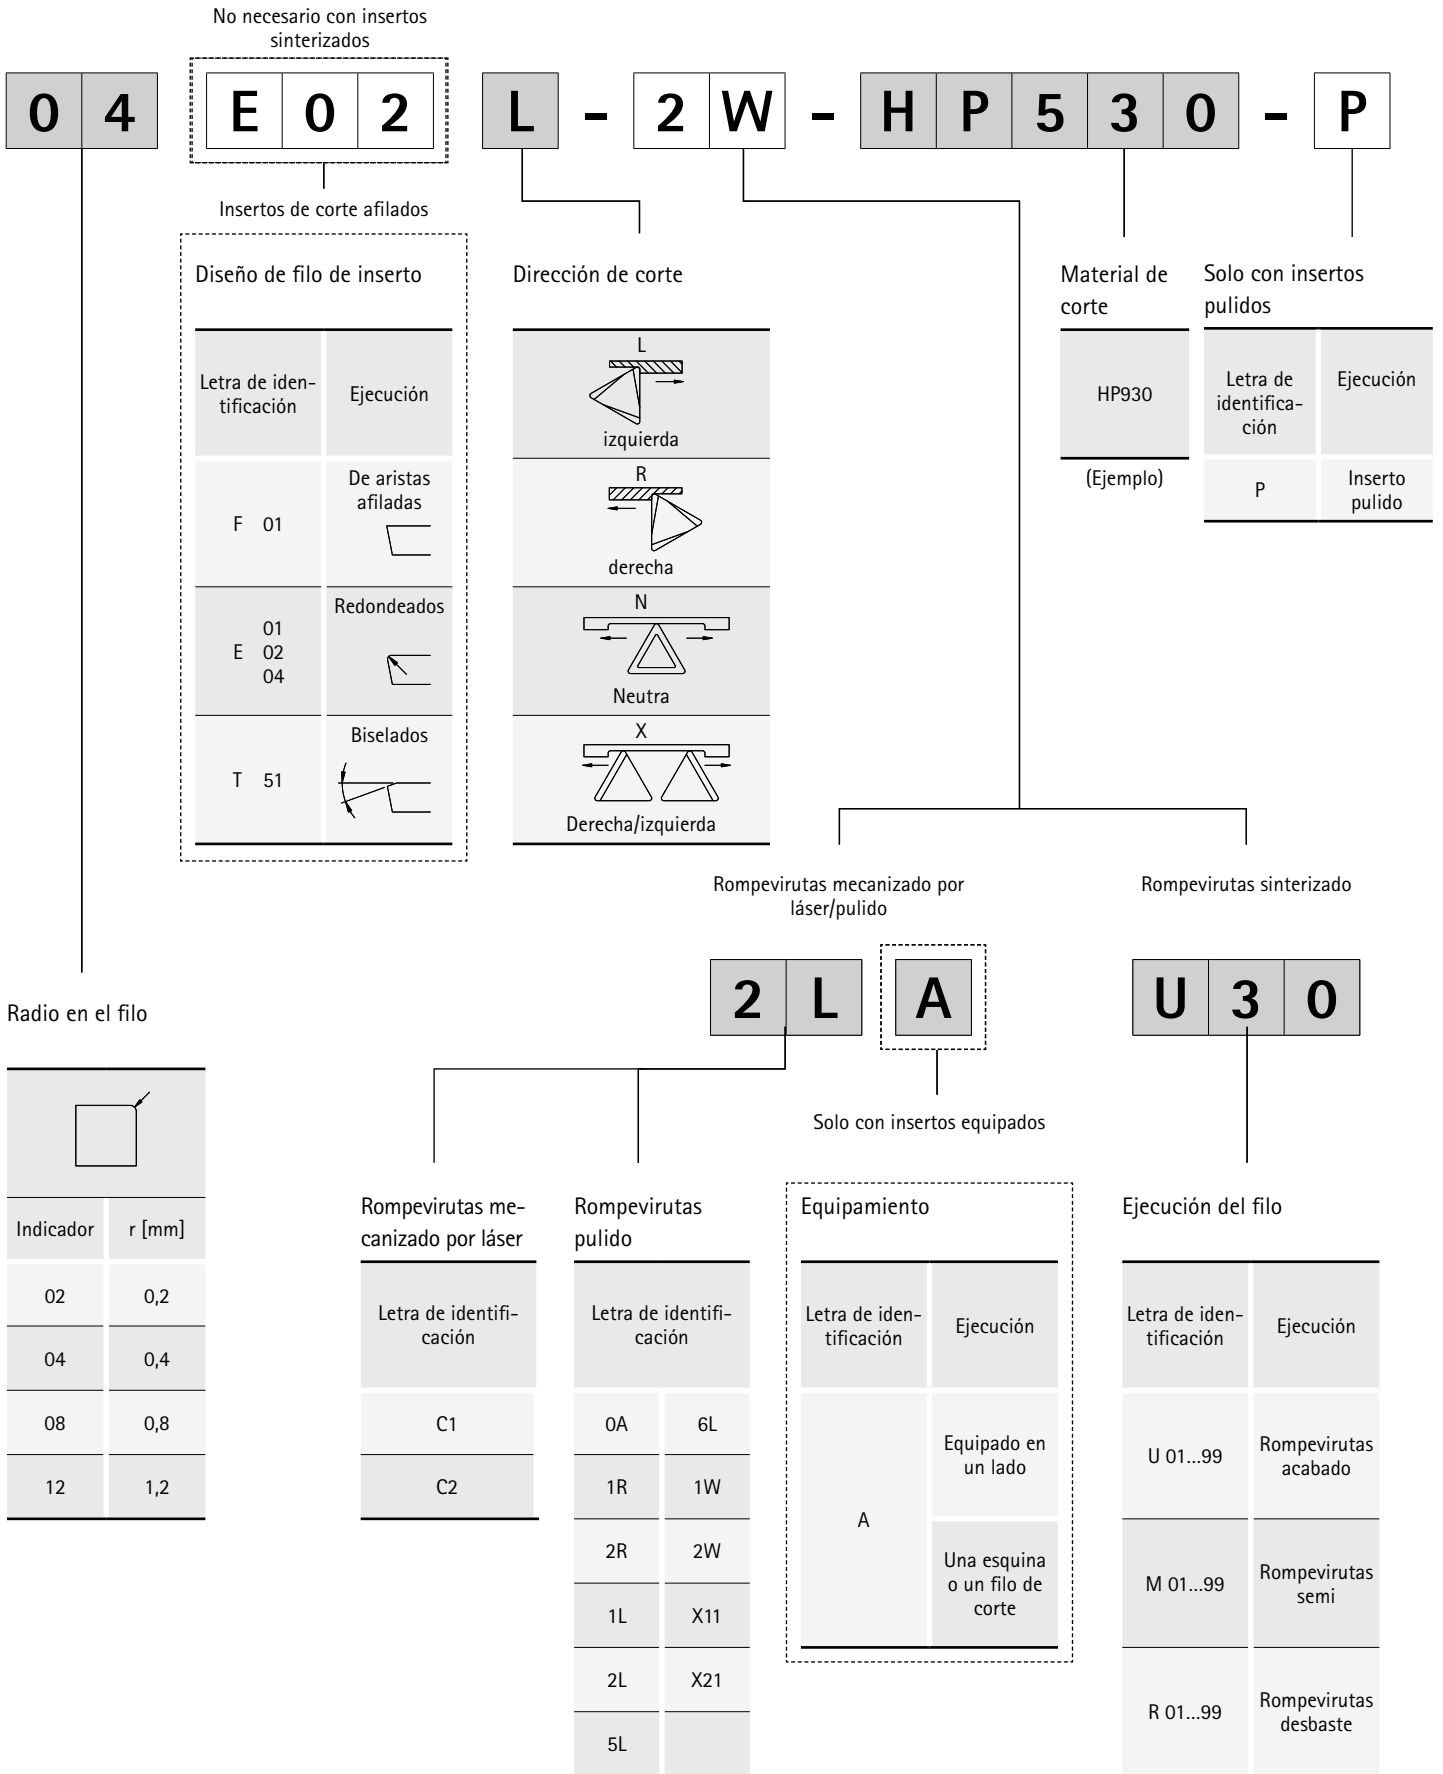 No necesario con insertos
sinterizados
0 4 E 0 2 L - 2 W - H P 5 3 0 - P
Insertos de corte afilados
Diseño de filo de inserto
Letra de iden-
tificación
Ejecución
F 01
De aristas
afiladas
E
01
02
04
Redondeados
T 51
Biselados
Dirección de corte
L
izquierda
R
derecha
N
Neutra
X
Derecha/izquierda
Material de
corte
HP930
(Ejemplo)
Solo con insertos
pulidos
Letra de
identifica-
ción
Ejecución
P
Inserto
pulido
Rompevirutas mecanizado por
láser/pulido
Rompevirutas sinterizado
2 L A
U 3 0
Solo con insertos equipados
Radio en el filo
Indicador r [mm]
02 0,2
04 0,4
08 0,8
12 1,2
Rompevirutas me-
canizado por láser
Letra de identifi-
cación
C1
C2
Rompevirutas
pulido
Letra de identifi-
cación
0A 6L
1R 1W
2R 2W
1L X11
2L X21
5L
Equipamiento
Letra de iden-
tificación
Ejecución
A
Equipado en
un lado
Una esquina
o un filo de
corte
Ejecución del filo
Letra de iden-
tificación
Ejecución
U 01...99
Rompevirutas
acabado
M 01...99
Rompevirutas
semi
R 01...99
Rompevirutas
desbaste